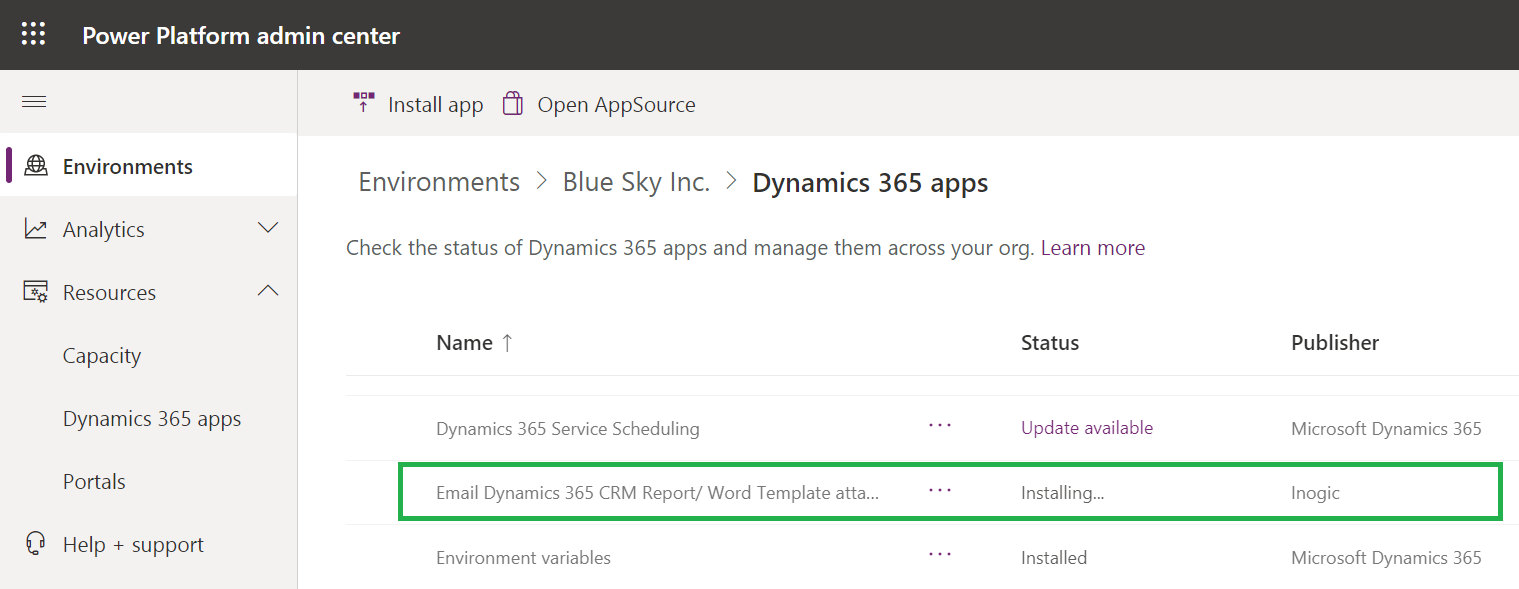 Power Platform admin center
Install app Open AppSource
Environments
Analytics
Resources
Capacity
Dynamics 365 apps
Portals
Help + support
Environments > Blue Sky Inc. > Dynamics 365 apps
Check the status of Dynamics 365 apps and manage them across your org. Learn more
Name ↑ Status Publisher
Dynamics 365 Service Scheduling ... Update available Microsoft Dynamics 365
Email Dynamics 365 CRM Report/ Word Template atta... ... Installing... Inogic
Environment variables ... Installed Microsoft Dynamics 365